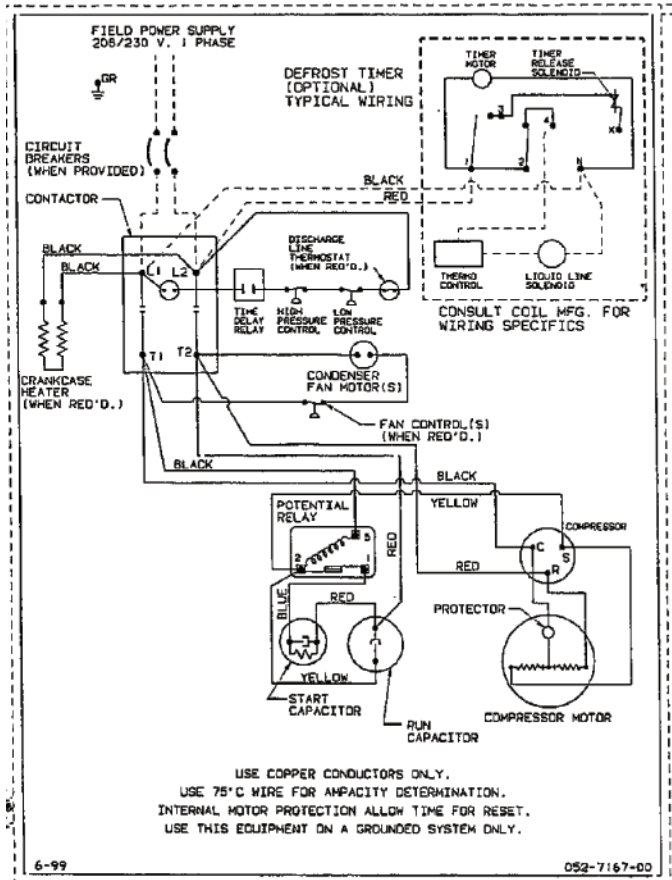 FIELD POWER SUPPLY
208/230 V. 1 PHASE
GR
DEFROST TIMER
(OPTIONAL)
TYPICAL WIRING
TIMER
MOTOR
TIMER
RELEASE
SOLENOID
3
4
X
1
2
N
CIRCUIT
BREAKERS
(WHEN PROVIDED)
BLACK
RED
CONTACTOR
BLACK
BLACK
L1 L2
DISCHARGE
LINE
THERMOSTAT
(WHEN REQ'D.)
TIME
DELAY
RELAY
HIGH
PRESSURE
CONTROL
LOW
PRESSURE
CONTROL
THERMO
CONTROL
LIQUID LINE
SOLENOID
CONSULT COIL MFG. FOR
WIRING SPECIFICS
T1
T2
CRANKCASE
HEATER
(WHEN REQ'D.)
CONDENSER
FAN MOTOR(S)
FAN CONTROL(S)
(WHEN REQ'D.)
BLACK
BLACK
YELLOW
POTENTIAL
RELAY
5
2
1
RED
COMPRESSOR
C
S
R
RED
BLUE
RED
PROTECTOR
YELLOW
START
CAPACITOR
RUN
CAPACITOR
COMPRESSOR MOTOR
USE COPPER CONDUCTORS ONLY.
USE 75°C WIRE FOR AMPACITY DETERMINATION.
INTERNAL MOTOR PROTECTION ALLOW TIME FOR RESET.
USE THIS EQUIPMENT ON A GROUNDED SYSTEM ONLY.
6-99
052-7167-00